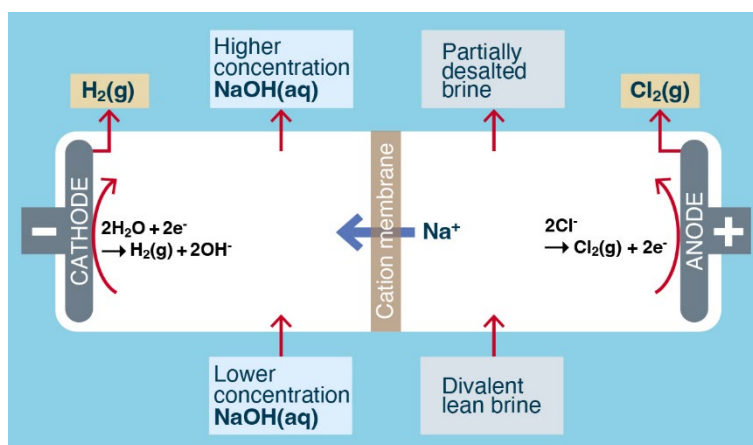 Higher
concentration
NaOH(aq)
Partially
desalted
brine
H₂(g)
Cl₂(g)
−
CATHODE
2H₂O + 2e⁻
→ H₂(g) + 2OH⁻
Cation membrane
Na⁺
2Cl⁻
→ Cl₂(g) + 2e⁻
ANODE
+
Lower
concentration
NaOH(aq)
Divalent
lean brine